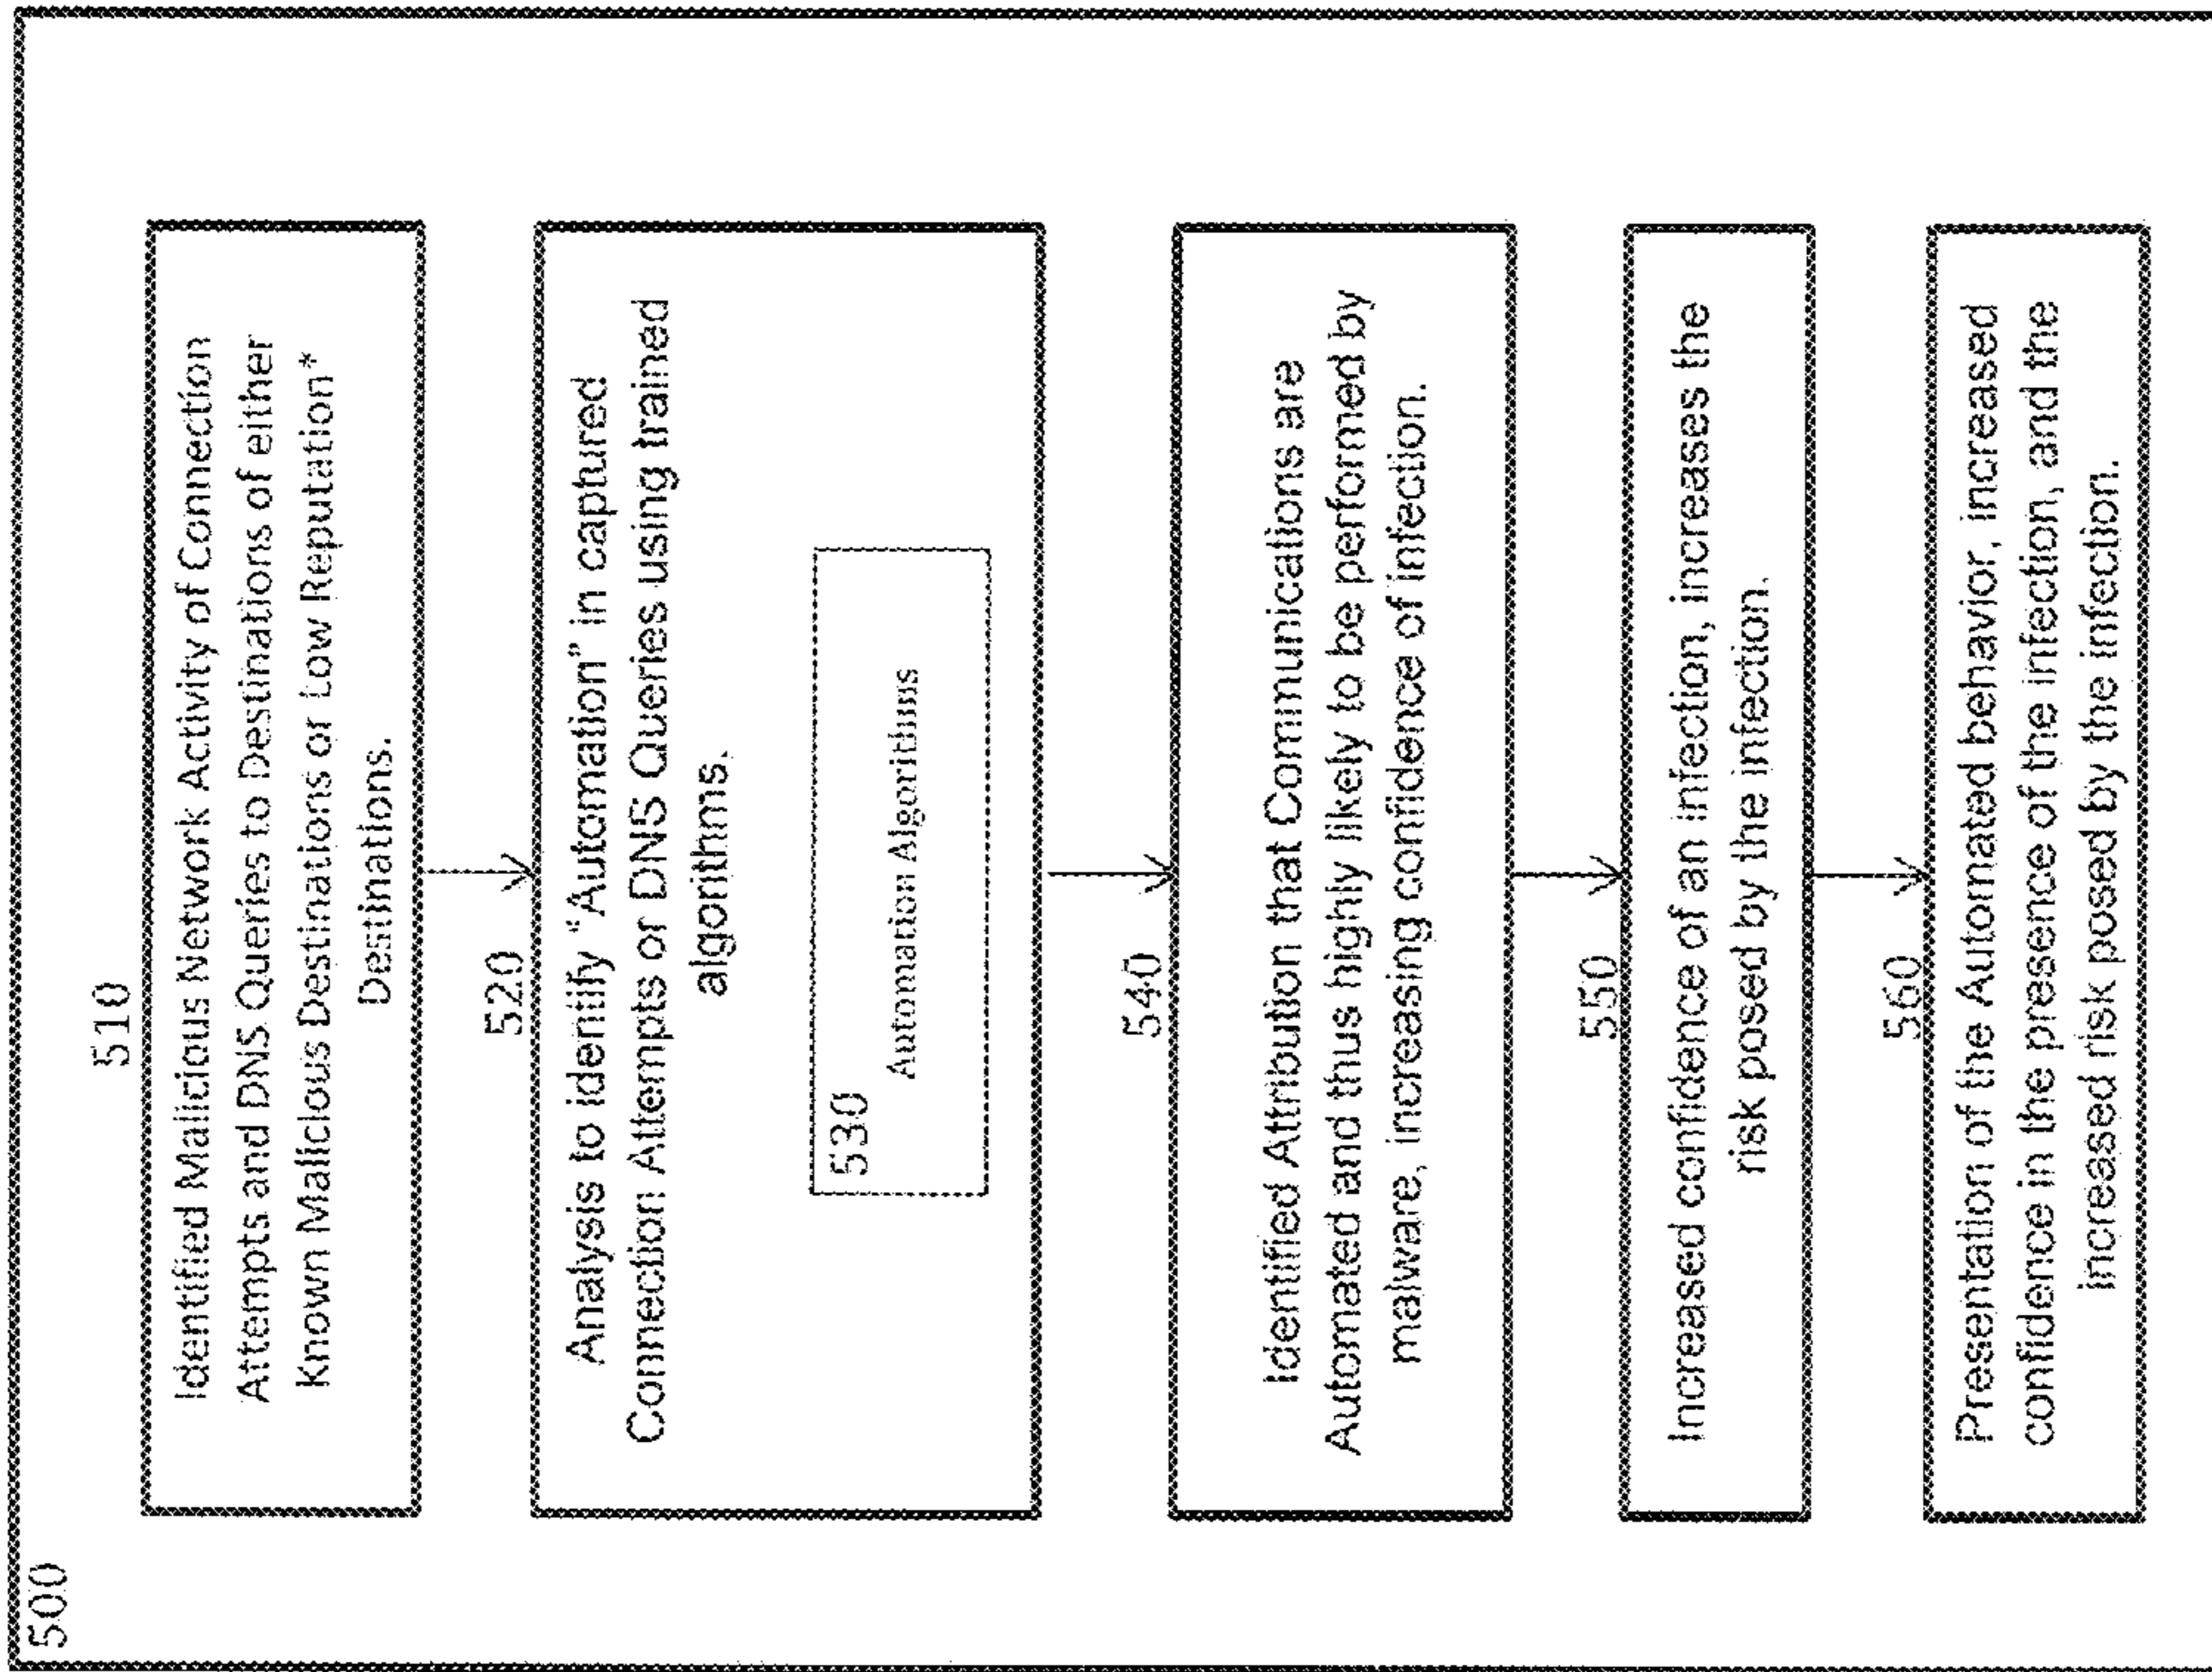 500
510
Identified Malicious Network Activity of Connection
Attempts and DNS Queries to Destinations of either
Known Malicious Destinations or Low Reputation*
Destinations.
520
Analysis to identify "Automation" in captured
Connection Attempts or DNS Queries using trained
algorithms.
530
Automation Algorithms
540
Identified Attribution that Communications are
Automated and thus highly likely to be performed by
malware, increasing confidence of infection.
550
Increased confidence of an infection, increases the
risk posed by the infection.
560
Presentation of the Automated behavior, increased
confidence in the presence of the infection, and the
increased risk posed by the infection.